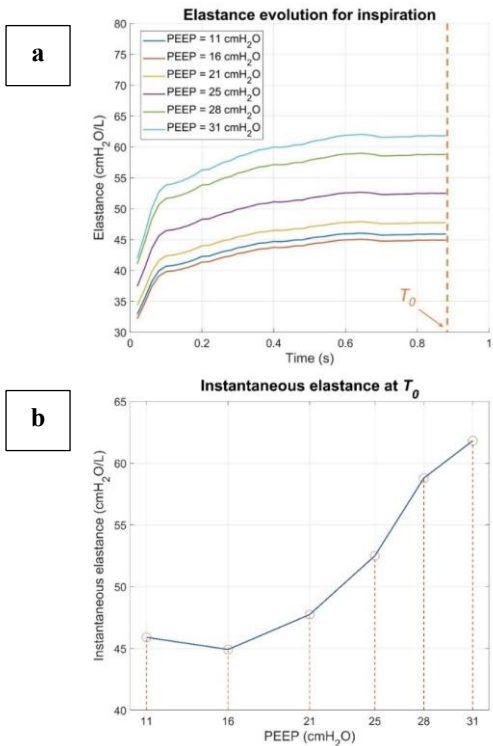 a
Elastance evolution for inspiration
80
75
70
65
60
55
50
45
40
35
30
Elastance (cmH2O/L)
PEEP = 11 cmH2O
PEEP = 16 cmH2O
PEEP = 21 cmH2O
PEEP = 25 cmH2O
PEEP = 28 cmH2O
PEEP = 31 cmH2O
T0
0 0.2 0.4 0.6 0.8 1
Time (s)
b
Instantaneous elastance at T0
65
60
55
50
45
40
Instantaneous elastance (cmH2O/L)
11 16 21 25 28 31
PEEP (cmH2O)